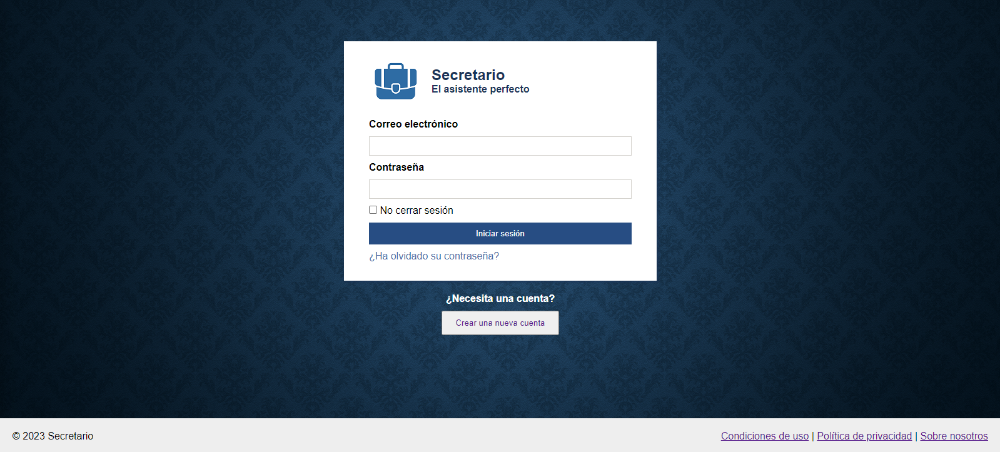 Secretario
El asistente perfecto
Correo electrónico
Contraseña
No cerrar sesión
Iniciar sesión
¿Ha olvidado su contraseña?
¿Necesita una cuenta?
Crear una nueva cuenta
© 2023 Secretario
Condiciones de uso | Política de privacidad | Sobre nosotros